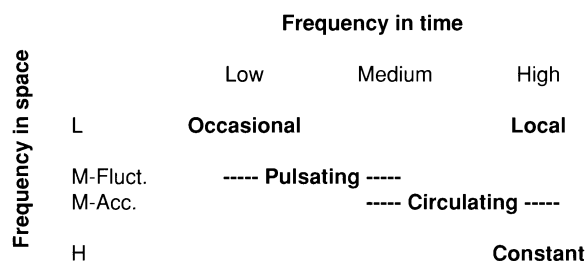 Frequency in time
Low Medium High
Frequency in space
L Occasional Local
M-Fluct. ----- Pulsating -----
M-Acc. ----- Circulating -----
H Constant